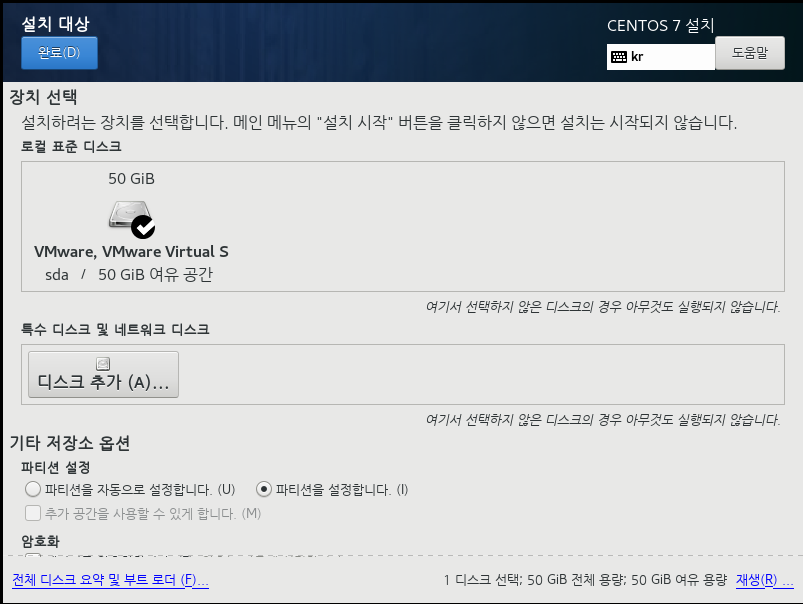 설치 대상
CENTOS 7 설치
완료(D)
kr
도움말
장치 선택
설치하려는 장치를 선택합니다. 메인 메뉴의 "설치 시작" 버튼을 클릭하지 않으면 설치는 시작되지 않습니다.
로컬 표준 디스크
50 GiB
VMware, VMware Virtual S
sda / 50 GiB 여유 공간
여기서 선택하지 않은 디스크의 경우 아무것도 실행되지 않습니다.
특수 디스크 및 네트워크 디스크
디스크 추가 (A)...
여기서 선택하지 않은 디스크의 경우 아무것도 실행되지 않습니다.
기타 저장소 옵션
파티션 설정
파티션을 자동으로 설정합니다. (U) 파티션을 설정합니다. (I)
추가 공간을 사용할 수 있게 합니다. (M)
암호화
전체 디스크 요약 및 부트 로더 (F)... 1 디스크 선택; 50 GiB 전체 용량; 50 GiB 여유 용량 재생(R) ...